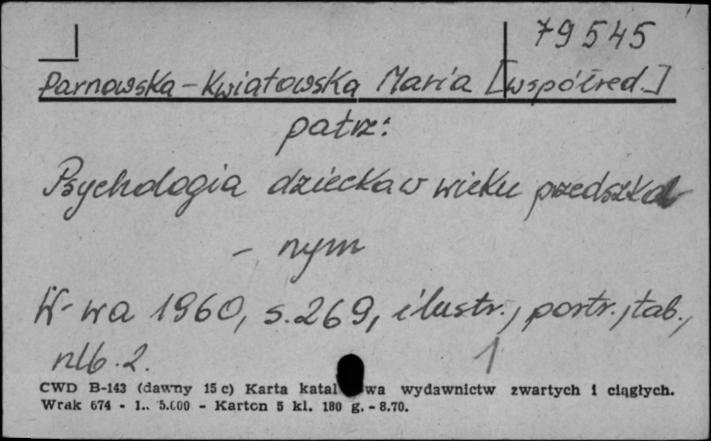 79545
Parnowska-Kwiatowska Maria [współred.]
patrz:
Psychologia dziecka w wieku przedszkol
- nym
W-wa 1960, s. 269, ilustr., portr., tab.,
nlb. 2.
1
CWD B-143 (dawny 15 c) Karta katal wa wydawnictw zwartych i ciągłych.
Wrak 674 - 1.. 5.000 - Karton 5 kl. 180 g. - 8.70.